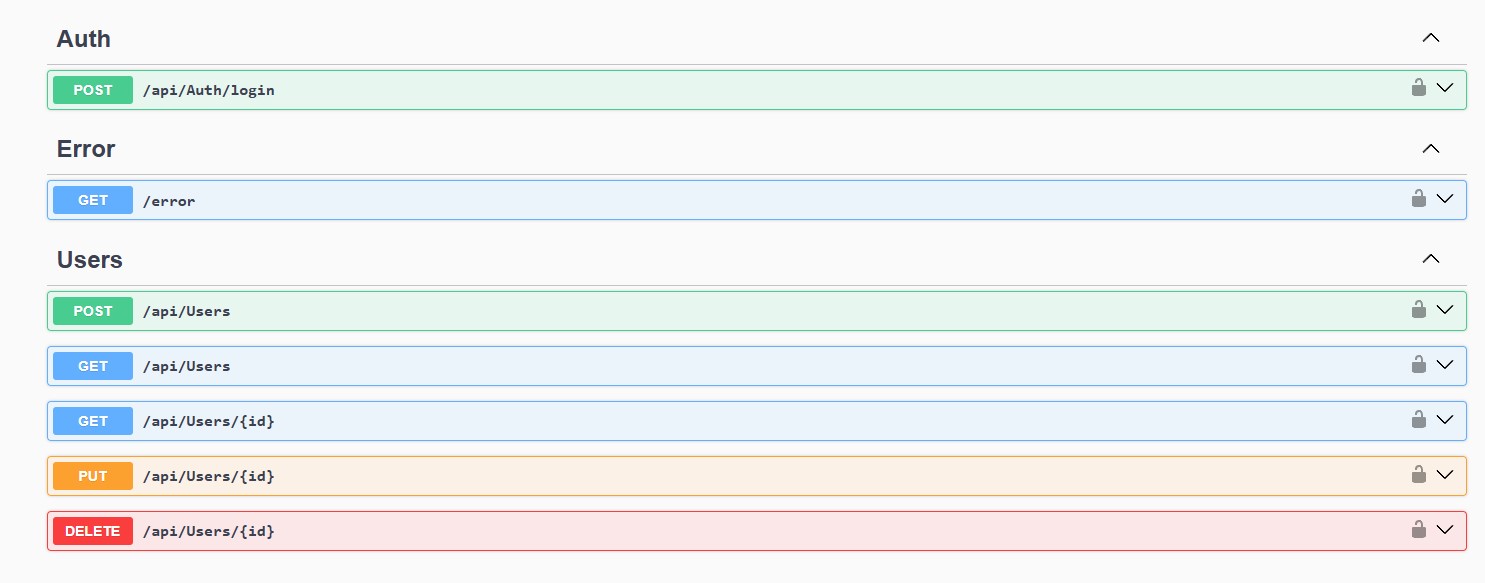 Auth
POST /api/Auth/login
Error
GET /error
Users
POST /api/Users
GET /api/Users
GET /api/Users/{id}
PUT /api/Users/{id}
DELETE /api/Users/{id}